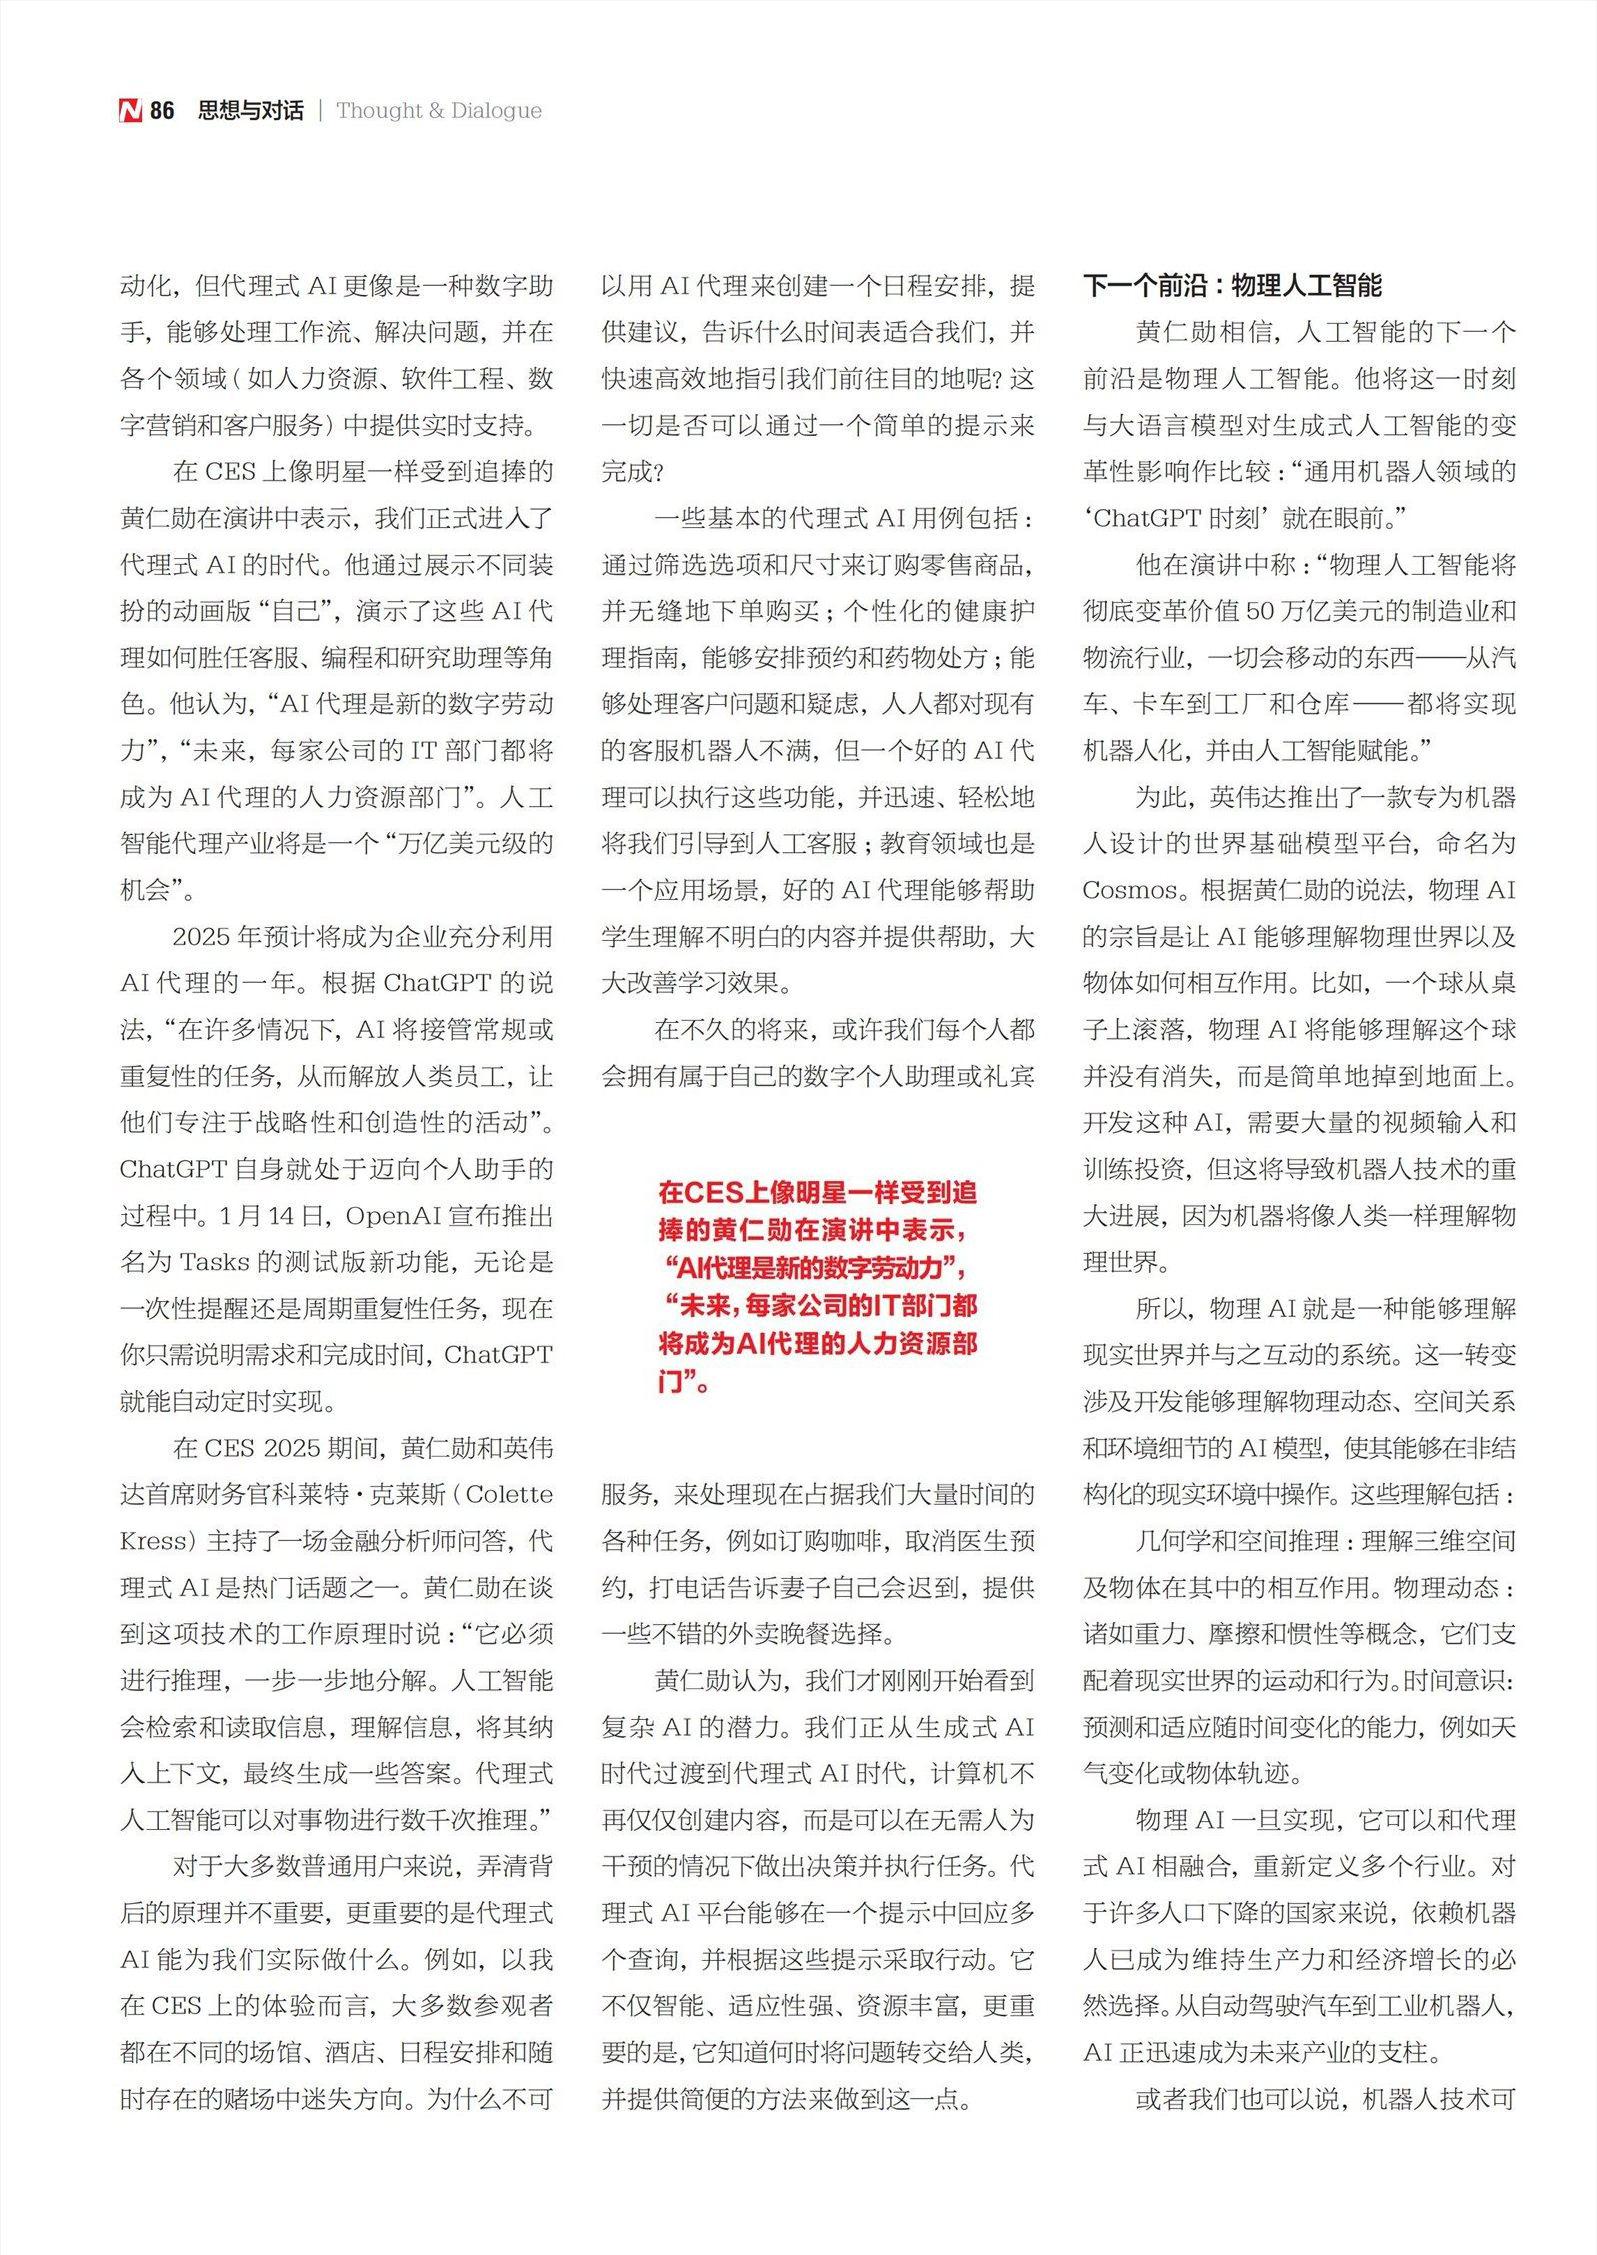 N 86 思想与对话 | Thought & Dialogue
动化，但代理式 AI 更像是一种数字助
手，能够处理工作流、解决问题，并在
各个领域（如人力资源、软件工程、数
字营销和客户服务）中提供实时支持。
在 CES 上像明星一样受到追捧的
黄仁勋在演讲中表示，我们正式进入了
代理式 AI 的时代。他通过展示不同装
扮的动画版“自己”，演示了这些 AI 代
理如何胜任客服、编程和研究助理等角
色。他认为，“AI 代理是新的数字劳动
力”，“未来，每家公司的 IT 部门都将
成为 AI 代理的人力资源部门”。人工
智能代理产业将是一个“万亿美元级的
机会”。
2025 年预计将成为企业充分利用
AI 代理的一年。根据 ChatGPT 的说
法，“在许多情况下，AI 将接管常规或
重复性的任务，从而解放人类员工，让
他们专注于战略性和创造性的活动”。
ChatGPT 自身就处于迈向个人助手的
过程中。1 月 14 日，OpenAI 宣布推出
名为 Tasks 的测试版新功能，无论是
一次性提醒还是周期重复性任务，现在
你只需说明需求和完成时间，ChatGPT
就能自动定时实现。
在 CES 2025 期间，黄仁勋和英伟
达首席财务官科莱特·克莱斯（Colette
Kress）主持了一场金融分析师问答，代
理式 AI 是热门话题之一。黄仁勋在谈
到这项技术的工作原理时说：“它必须
进行推理，一步一步地分解。人工智能
会检索和读取信息，理解信息，将其纳
入上下文，最终生成一些答案。代理式
人工智能可以对事物进行数千次推理。”
对于大多数普通用户来说，弄清背
后的原理并不重要，更重要的是代理式
AI 能为我们实际做什么。例如，以我
在 CES 上的体验而言，大多数参观者
都在不同的场馆、酒店、日程安排和随
时存在的赌场中迷失方向。为什么不可
以用 AI 代理来创建一个日程安排，提
供建议，告诉什么时间表适合我们，并
快速高效地指引我们前往目的地呢？这
一切是否可以通过一个简单的提示来
完成？
一些基本的代理式 AI 用例包括：
通过筛选选项和尺寸来订购零售商品，
并无缝地下单购买；个性化的健康护
理指南，能够安排预约和药物处方；能
够处理客户问题和疑虑，人人都对现有
的客服机器人不满，但一个好的 AI 代
理可以执行这些功能，并迅速、轻松地
将我们引导到人工客服；教育领域也是
一个应用场景，好的 AI 代理能够帮助
学生理解不明白的内容并提供帮助，大
大改善学习效果。
在不久的将来，或许我们每个人都
会拥有属于自己的数字个人助理或礼宾
在CES上像明星一样受到追
捧的黄仁勋在演讲中表示，
“AI代理是新的数字劳动力”，
“未来，每家公司的IT部门都
将成为AI代理的人力资源部
门”。
服务，来处理现在占据我们大量时间的
各种任务，例如订购咖啡，取消医生预
约，打电话告诉妻子自己会迟到，提供
一些不错的外卖晚餐选择。
黄仁勋认为，我们才刚刚开始看到
复杂 AI 的潜力。我们正从生成式 AI
时代过渡到代理式 AI 时代，计算机不
再仅仅创建内容，而是可以在无需人为
干预的情况下做出决策并执行任务。代
理式 AI 平台能够在一个提示中回应多
个查询，并根据这些提示采取行动。它
不仅智能、适应性强、资源丰富，更重
要的是，它知道何时将问题转交给人类，
并提供简便的方法来做到这一点。
下一个前沿：物理人工智能
黄仁勋相信，人工智能的下一个
前沿是物理人工智能。他将这一时刻
与大语言模型对生成式人工智能的变
革性影响作比较：“通用机器人领域的
‘ChatGPT 时刻’就在眼前。”
他在演讲中称：“物理人工智能将
彻底变革价值 50 万亿美元的制造业和
物流行业，一切会移动的东西——从汽
车、卡车到工厂和仓库——都将实现
机器人化，并由人工智能赋能。”
为此，英伟达推出了一款专为机器
人设计的世界基础模型平台，命名为
Cosmos。根据黄仁勋的说法，物理 AI
的宗旨是让 AI 能够理解物理世界以及
物体如何相互作用。比如，一个球从桌
子上滚落，物理 AI 将能够理解这个球
并没有消失，而是简单地掉到地面上。
开发这种 AI，需要大量的视频输入和
训练投资，但这将导致机器人技术的重
大进展，因为机器将像人类一样理解物
理世界。
所以，物理 AI 就是一种能够理解
现实世界并与之互动的系统。这一转变
涉及开发能够理解物理动态、空间关系
和环境细节的 AI 模型，使其能够在非结
构化的现实环境中操作。这些理解包括：
几何学和空间推理：理解三维空间
及物体在其中的相互作用。物理动态：
诸如重力、摩擦和惯性等概念，它们支
配着现实世界的运动和行为。时间意识：
预测和适应随时间变化的能力，例如天
气变化或物体轨迹。
物理 AI 一旦实现，它可以和代理
式 AI 相融合，重新定义多个行业。对
于许多人口下降的国家来说，依赖机器
人已成为维持生产力和经济增长的必
然选择。从自动驾驶汽车到工业机器人，
AI 正迅速成为未来产业的支柱。
或者我们也可以说，机器人技术可